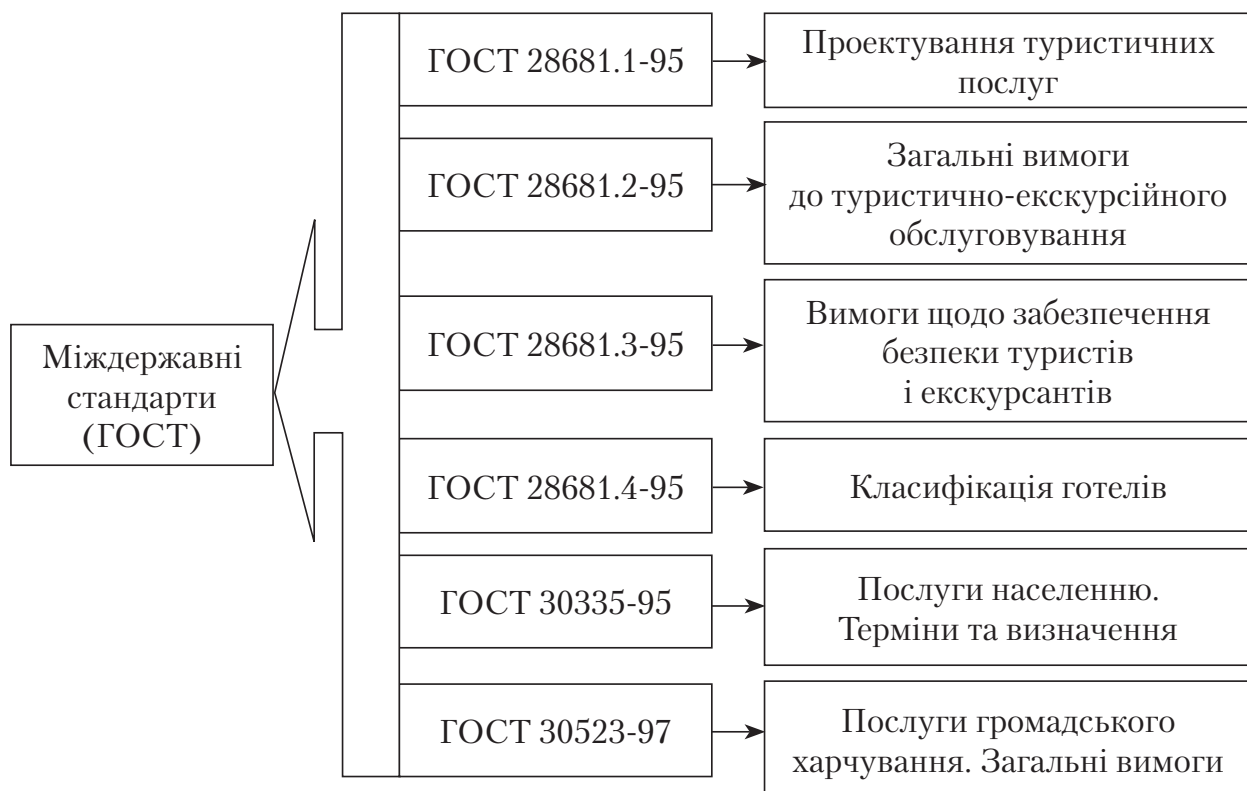 Міждержавні
стандарти
(ГОСТ)
ГОСТ 28681.1-95
Проектування туристичних
послуг
ГОСТ 28681.2-95
Загальні вимоги
до туристично-екскурсійного
обслуговування
ГОСТ 28681.3-95
Вимоги щодо забезпечення
безпеки туристів
і екскурсантів
ГОСТ 28681.4-95
Класифікація готелів
ГОСТ 30335-95
Послуги населенню.
Терміни та визначення
ГОСТ 30523-97
Послуги громадського
харчування. Загальні вимоги